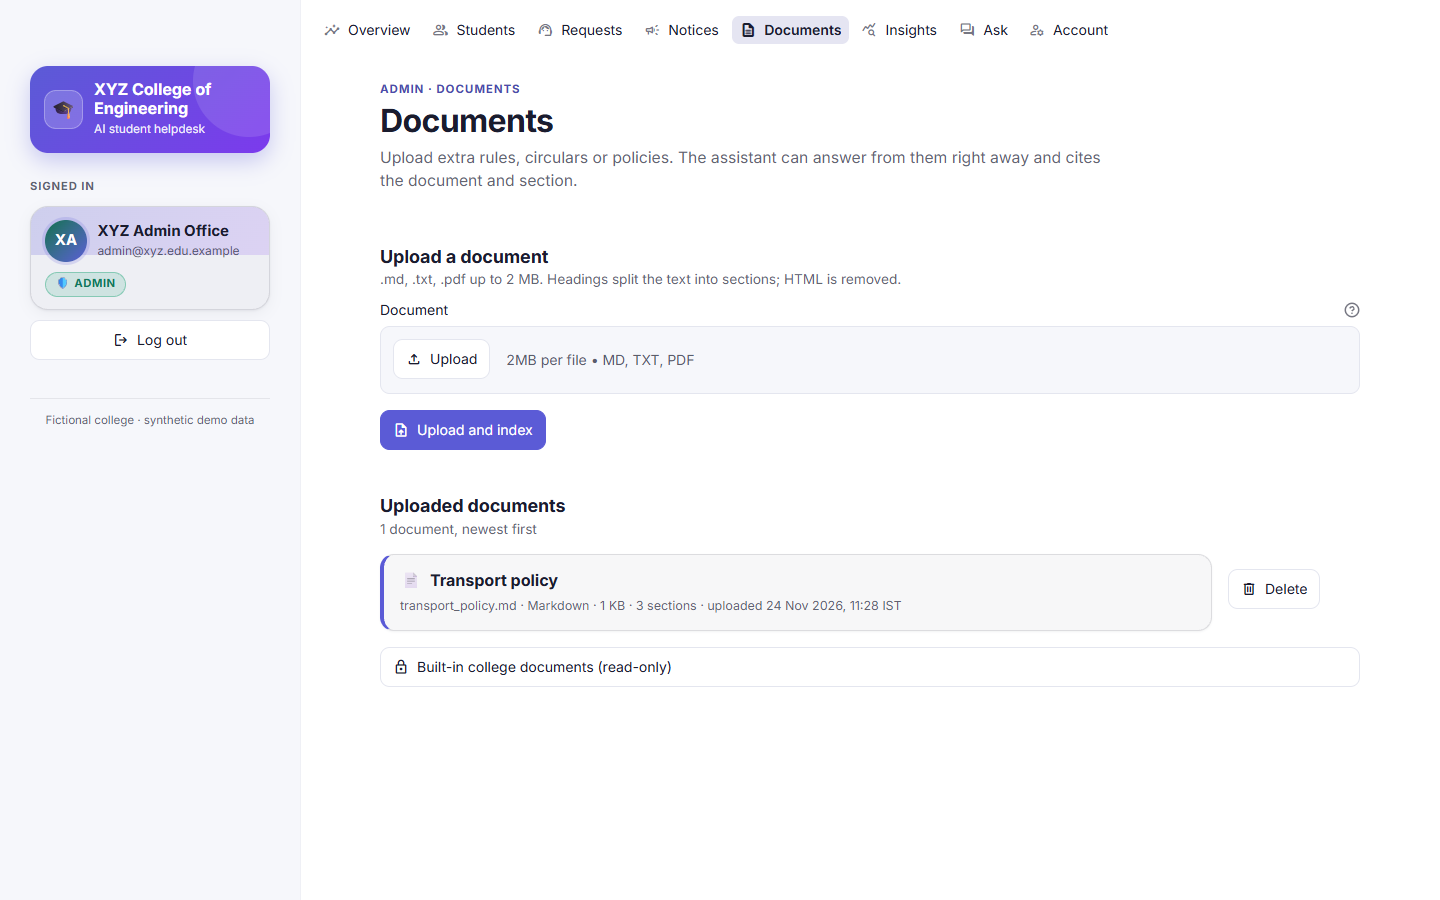 Overview
Students
Requests
Notices
Documents
Insights
Ask
Account
XYZ College of
Engineering
AI student helpdesk
SIGNED IN
XA
XYZ Admin Office
admin@xyz.edu.example
ADMIN
Log out
Fictional college · synthetic demo data
ADMIN · DOCUMENTS
Documents
Upload extra rules, circulars or policies. The assistant can answer from them right away and cites
the document and section.
Upload a document
.md, .txt, .pdf up to 2 MB. Headings split the text into sections; HTML is removed.
Document
Upload
2MB per file • MD, TXT, PDF
Upload and index
Uploaded documents
1 document, newest first
Transport policy
transport_policy.md · Markdown · 1 KB · 3 sections · uploaded 24 Nov 2026, 11:28 IST
Delete
Built-in college documents (read-only)